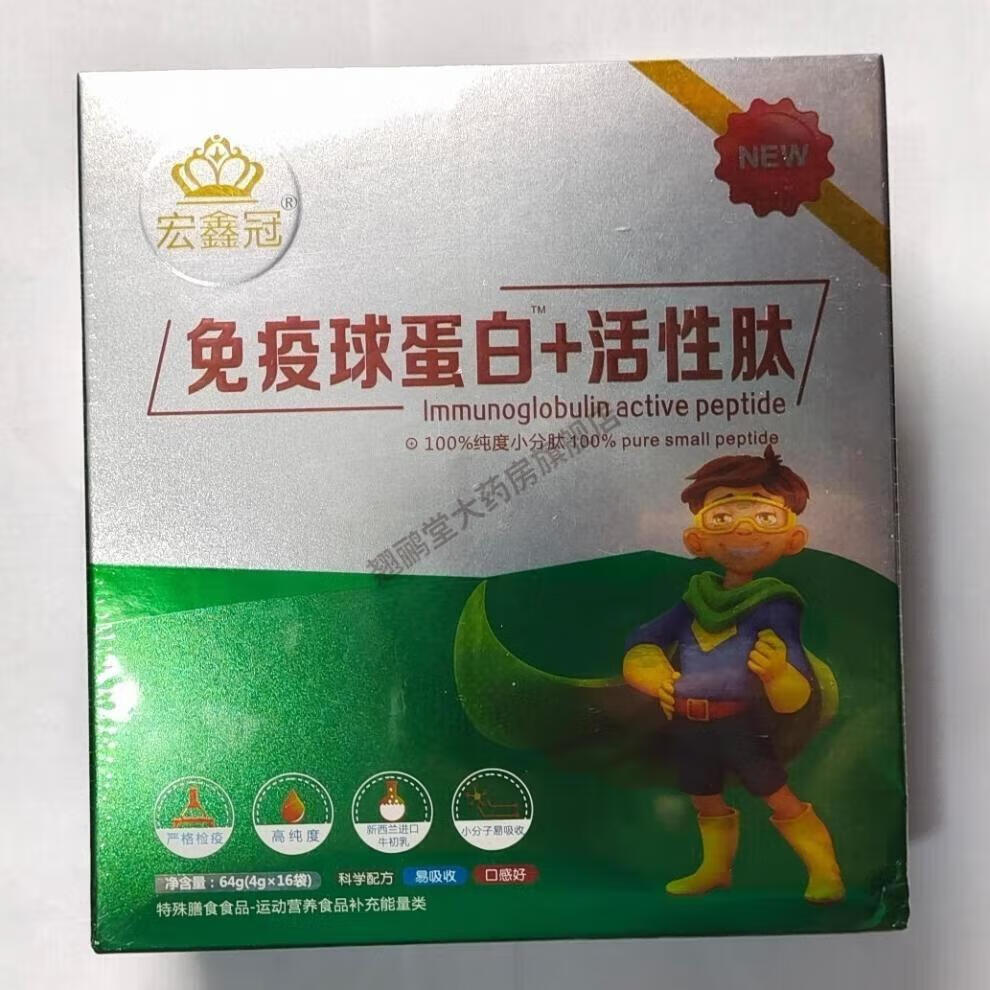 NEW
宏鑫冠®
免疫球蛋白™+活性肽
Immunoglobulin active peptide
⊙ 100%纯度小分肽 100% pure small peptide
翘鹂堂大药房旗舰店
严格检疫
高纯度
新西兰进口
牛初乳
小分子易吸收
净含量：64g(4g×16袋) 科学配方 易吸收 口感好
特殊膳食食品-运动营养食品补充能量类